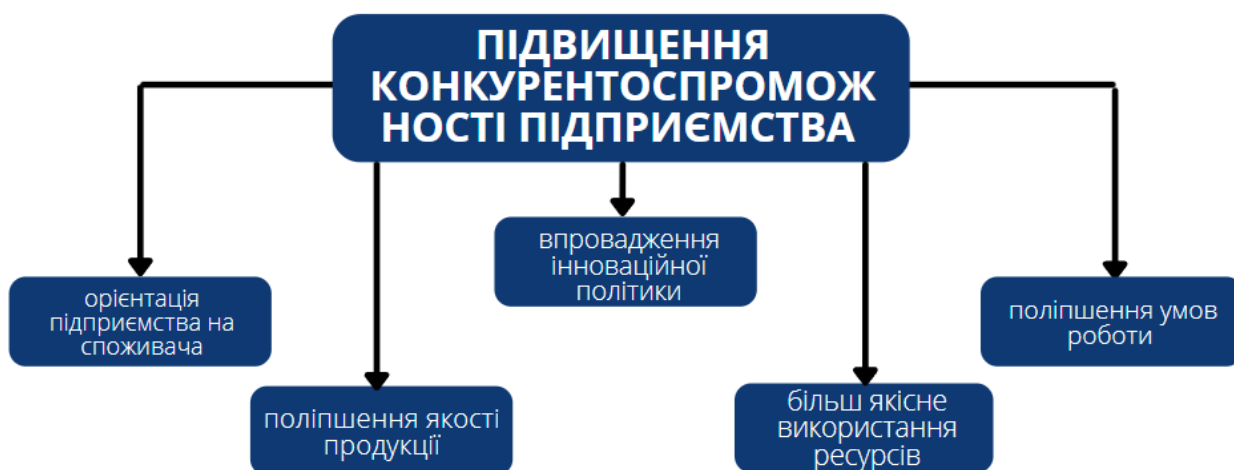 ПІДВИЩЕННЯ
КОНКУРЕНТОСПРОМОЖ
НОСТІ ПІДПРИЄМСТВА
орієнтація
підприємства на
споживача
поліпшення якості
продукції
впровадження
інноваційної
політики
більш якісне
використання
ресурсів
поліпшення умов
роботи